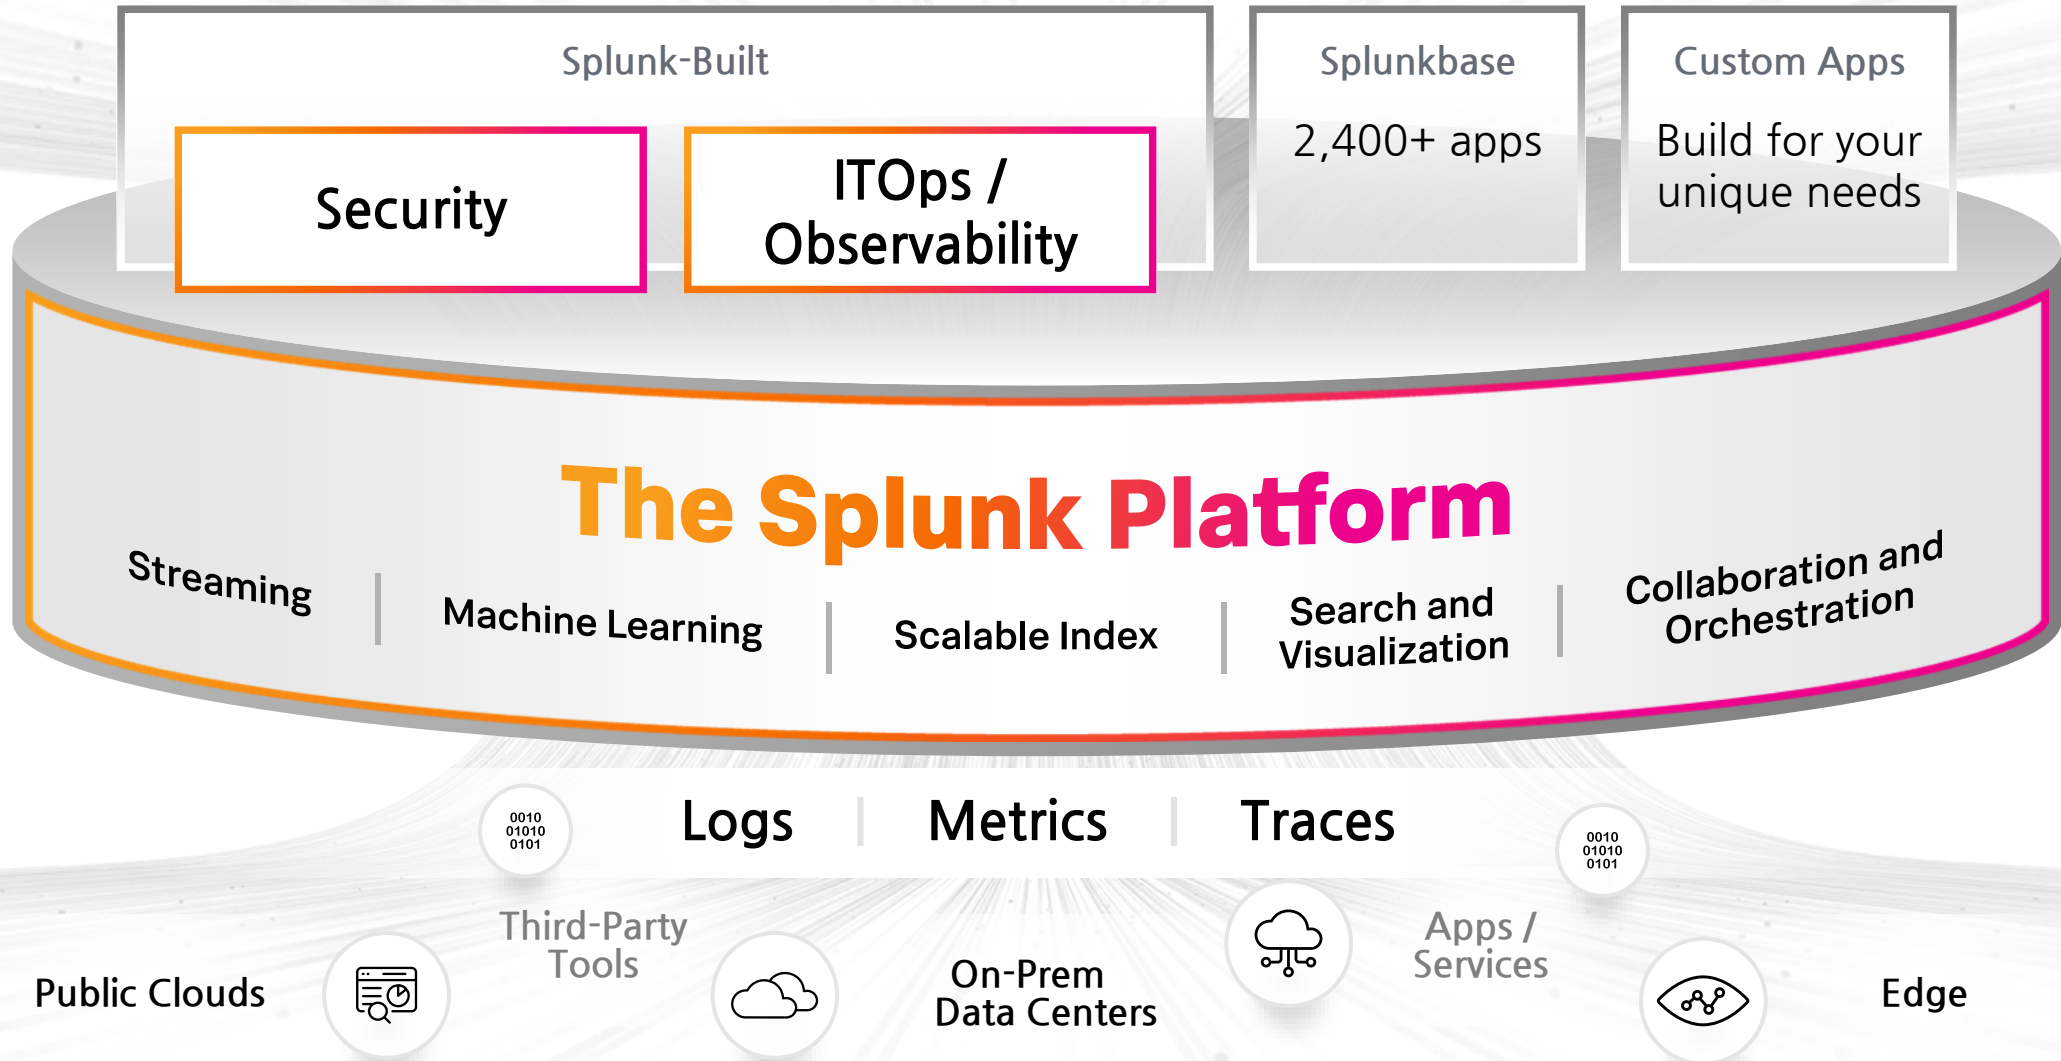 Splunk-Built
Security
ITOps /
Observability
Splunkbase
2,400+ apps
Custom Apps
Build for your
unique needs
The Splunk Platform
Streaming
Machine Learning
Scalable Index
Search and
Visualization
Collaboration and
Orchestration
0010
01010
0101
Logs
Metrics
Traces
0010
01010
0101
Public Clouds
Third-Party
Tools
On-Prem
Data Centers
Apps /
Services
Edge